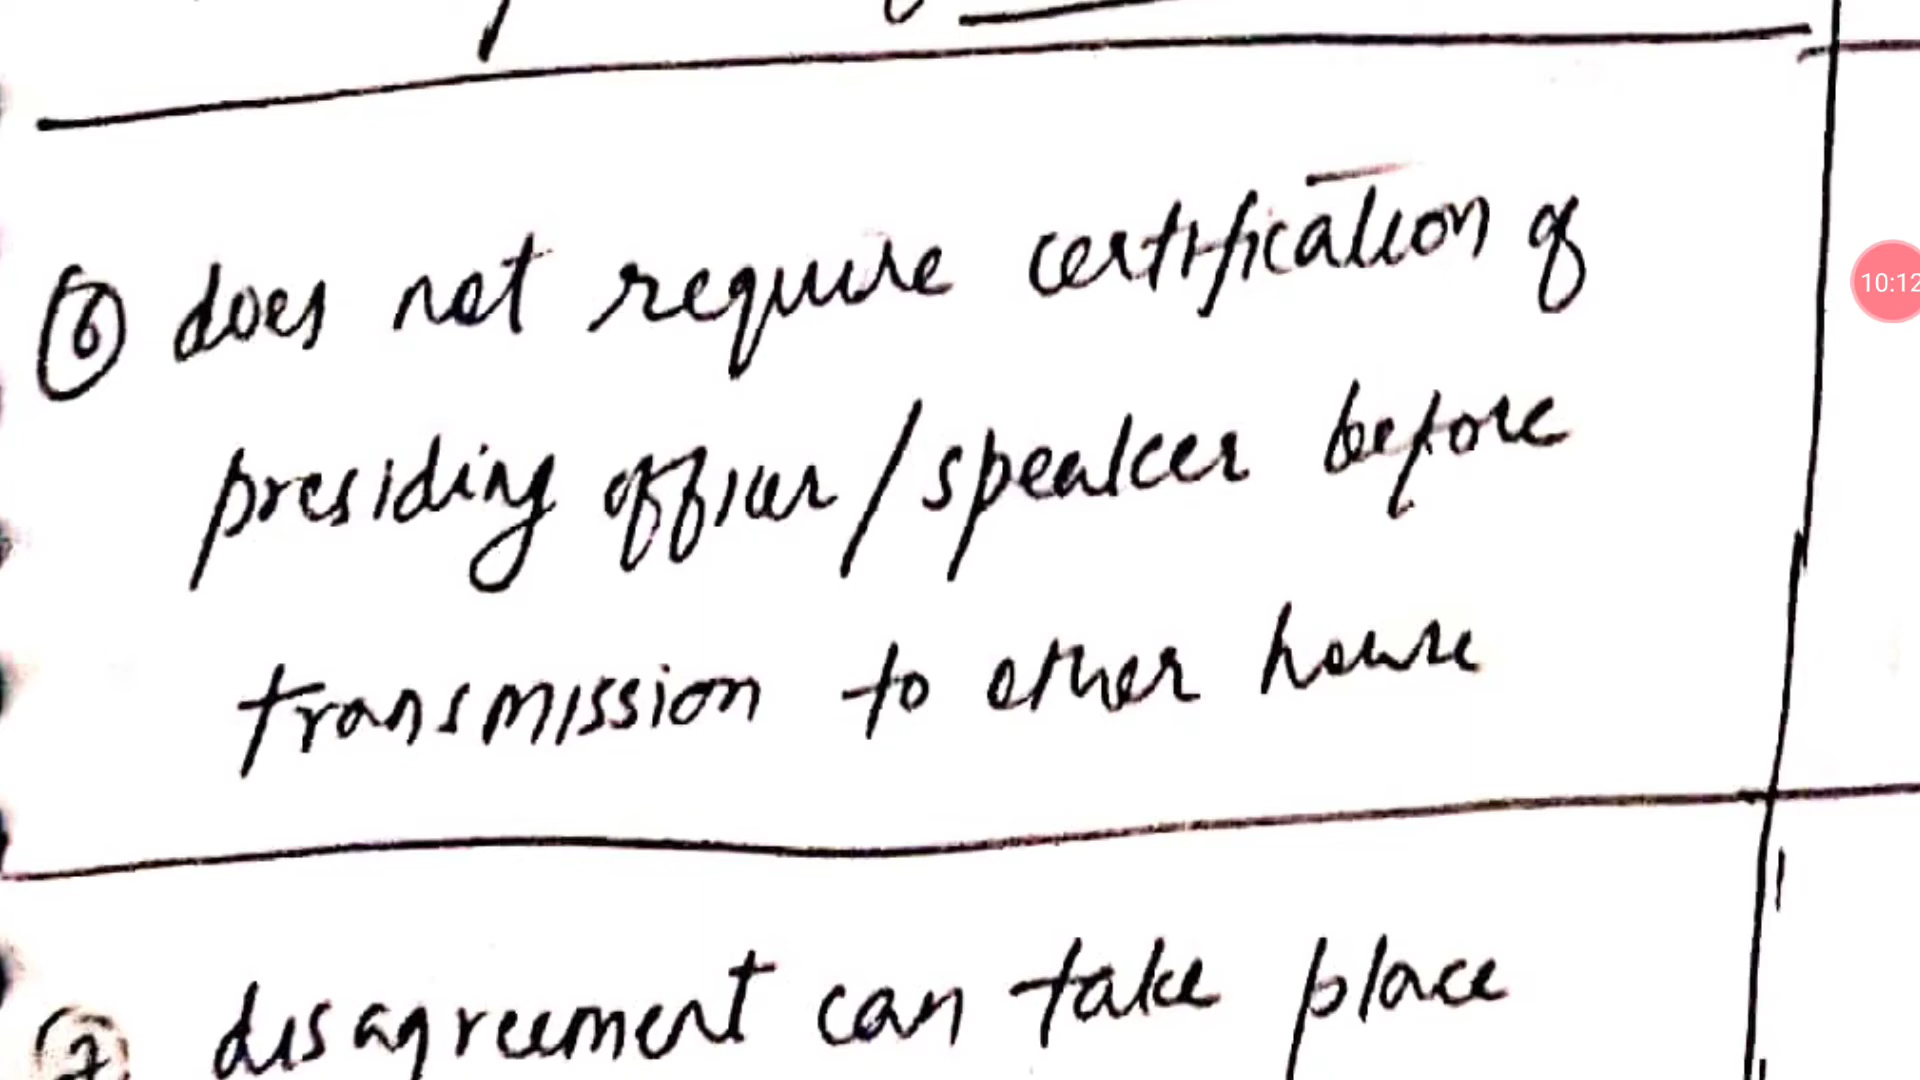 ⑥ does not require certification of
presiding officer/speaker before
transmission to other house
⑦ disagreement can take place
10:12